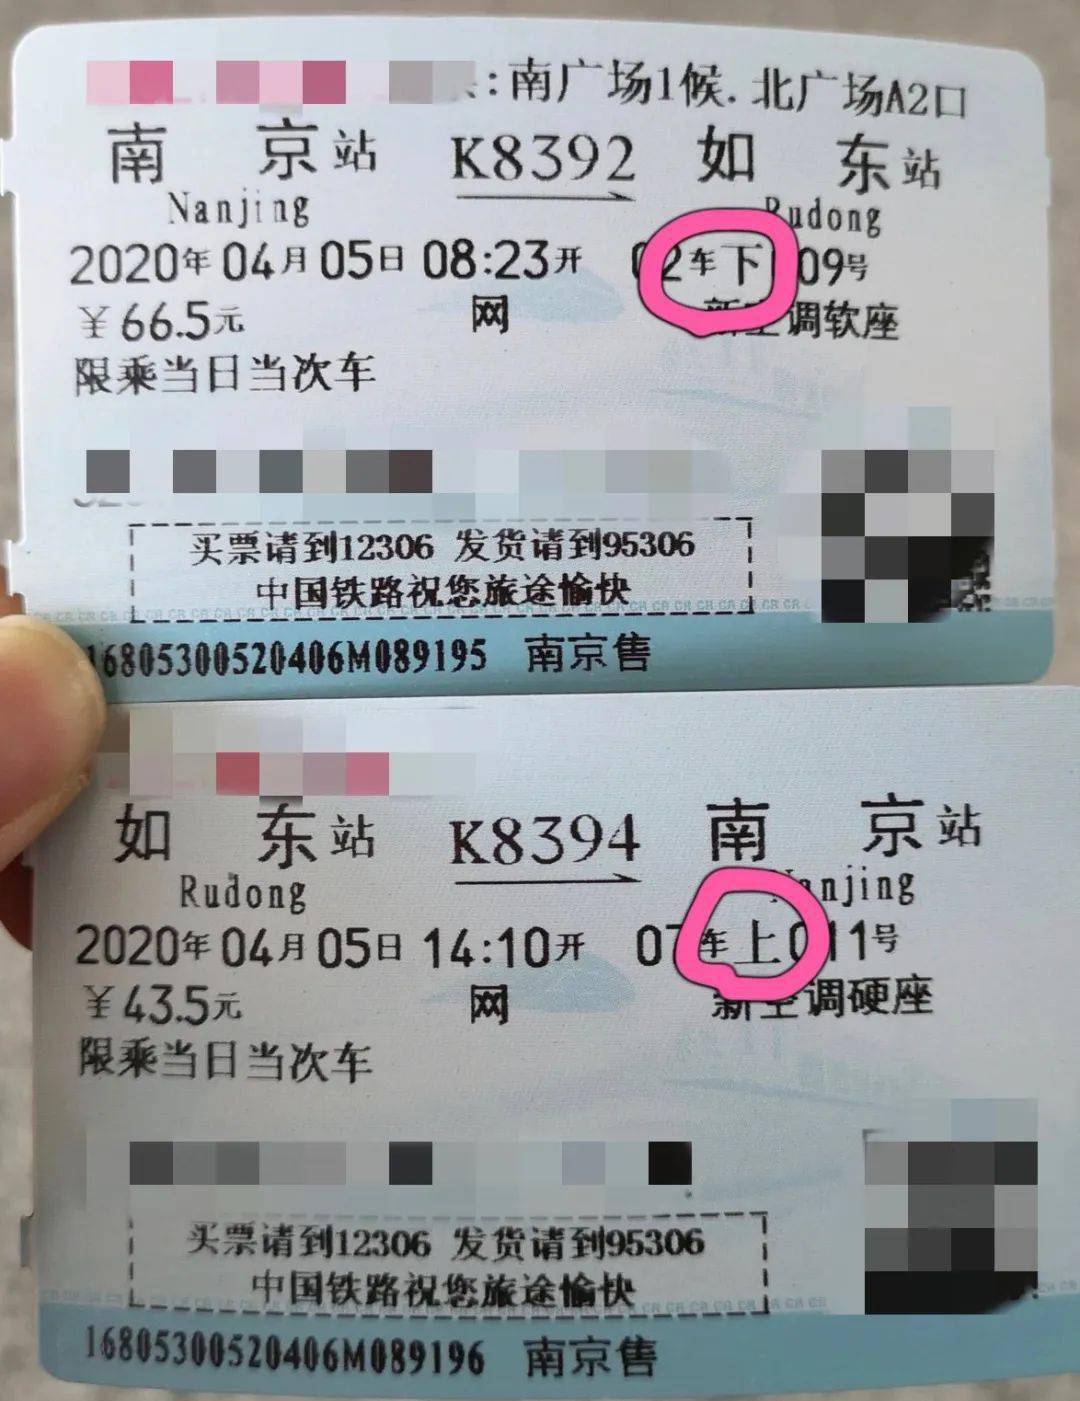 :南广场1候.北广场A2口
南 京站 K8392 如 东站
Nanjing Rudong
2020年04月05日 08:23开 02车下009号
¥66.5元 网 新空调软座
限乘当日当次车
买票请到12306 发货请到95306
中国铁路祝您旅途愉快
16805300520406M089195 南京售
如 东站 K8394 南 京站
Rudong Nanjing
2020年04月05日 14:10开 07车上011号
¥43.5元 网 新空调硬座
限乘当日当次车
买票请到12306 发货请到95306
中国铁路祝您旅途愉快
16805300520406M089196 南京售